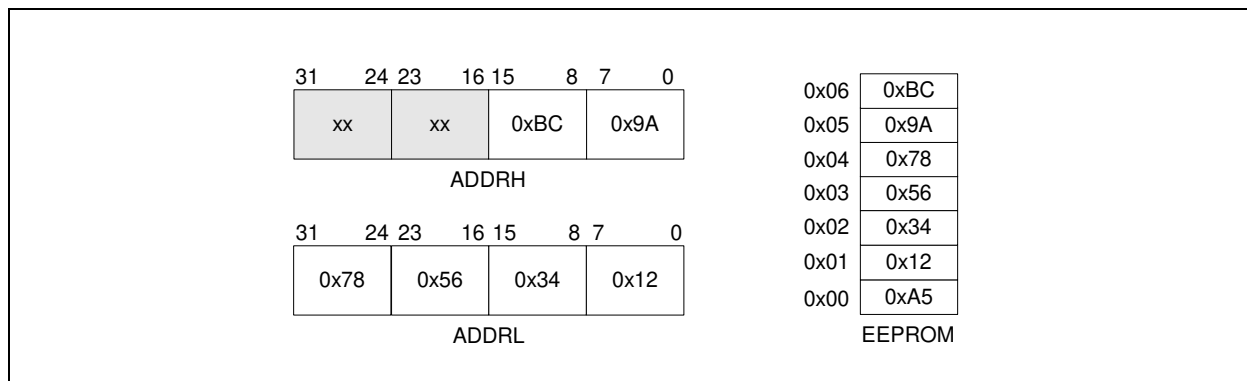 31 24 23 16 15 8 7 0
xx xx 0xBC 0x9A
ADDRH
31 24 23 16 15 8 7 0
0x78 0x56 0x34 0x12
ADDRL
0x06 0xBC
0x05 0x9A
0x04 0x78
0x03 0x56
0x02 0x34
0x01 0x12
0x00 0xA5
EEPROM